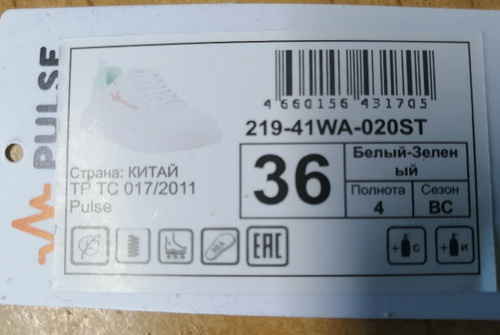 PULSE
4 660156 431705
219-41WA-020ST
36
Белый-Зелен
ый
Полнота
4
Сезон
ВС
Страна: КИТАЙ
ТР ТС 017/2011
Pulse
EAC
+ С
+ И